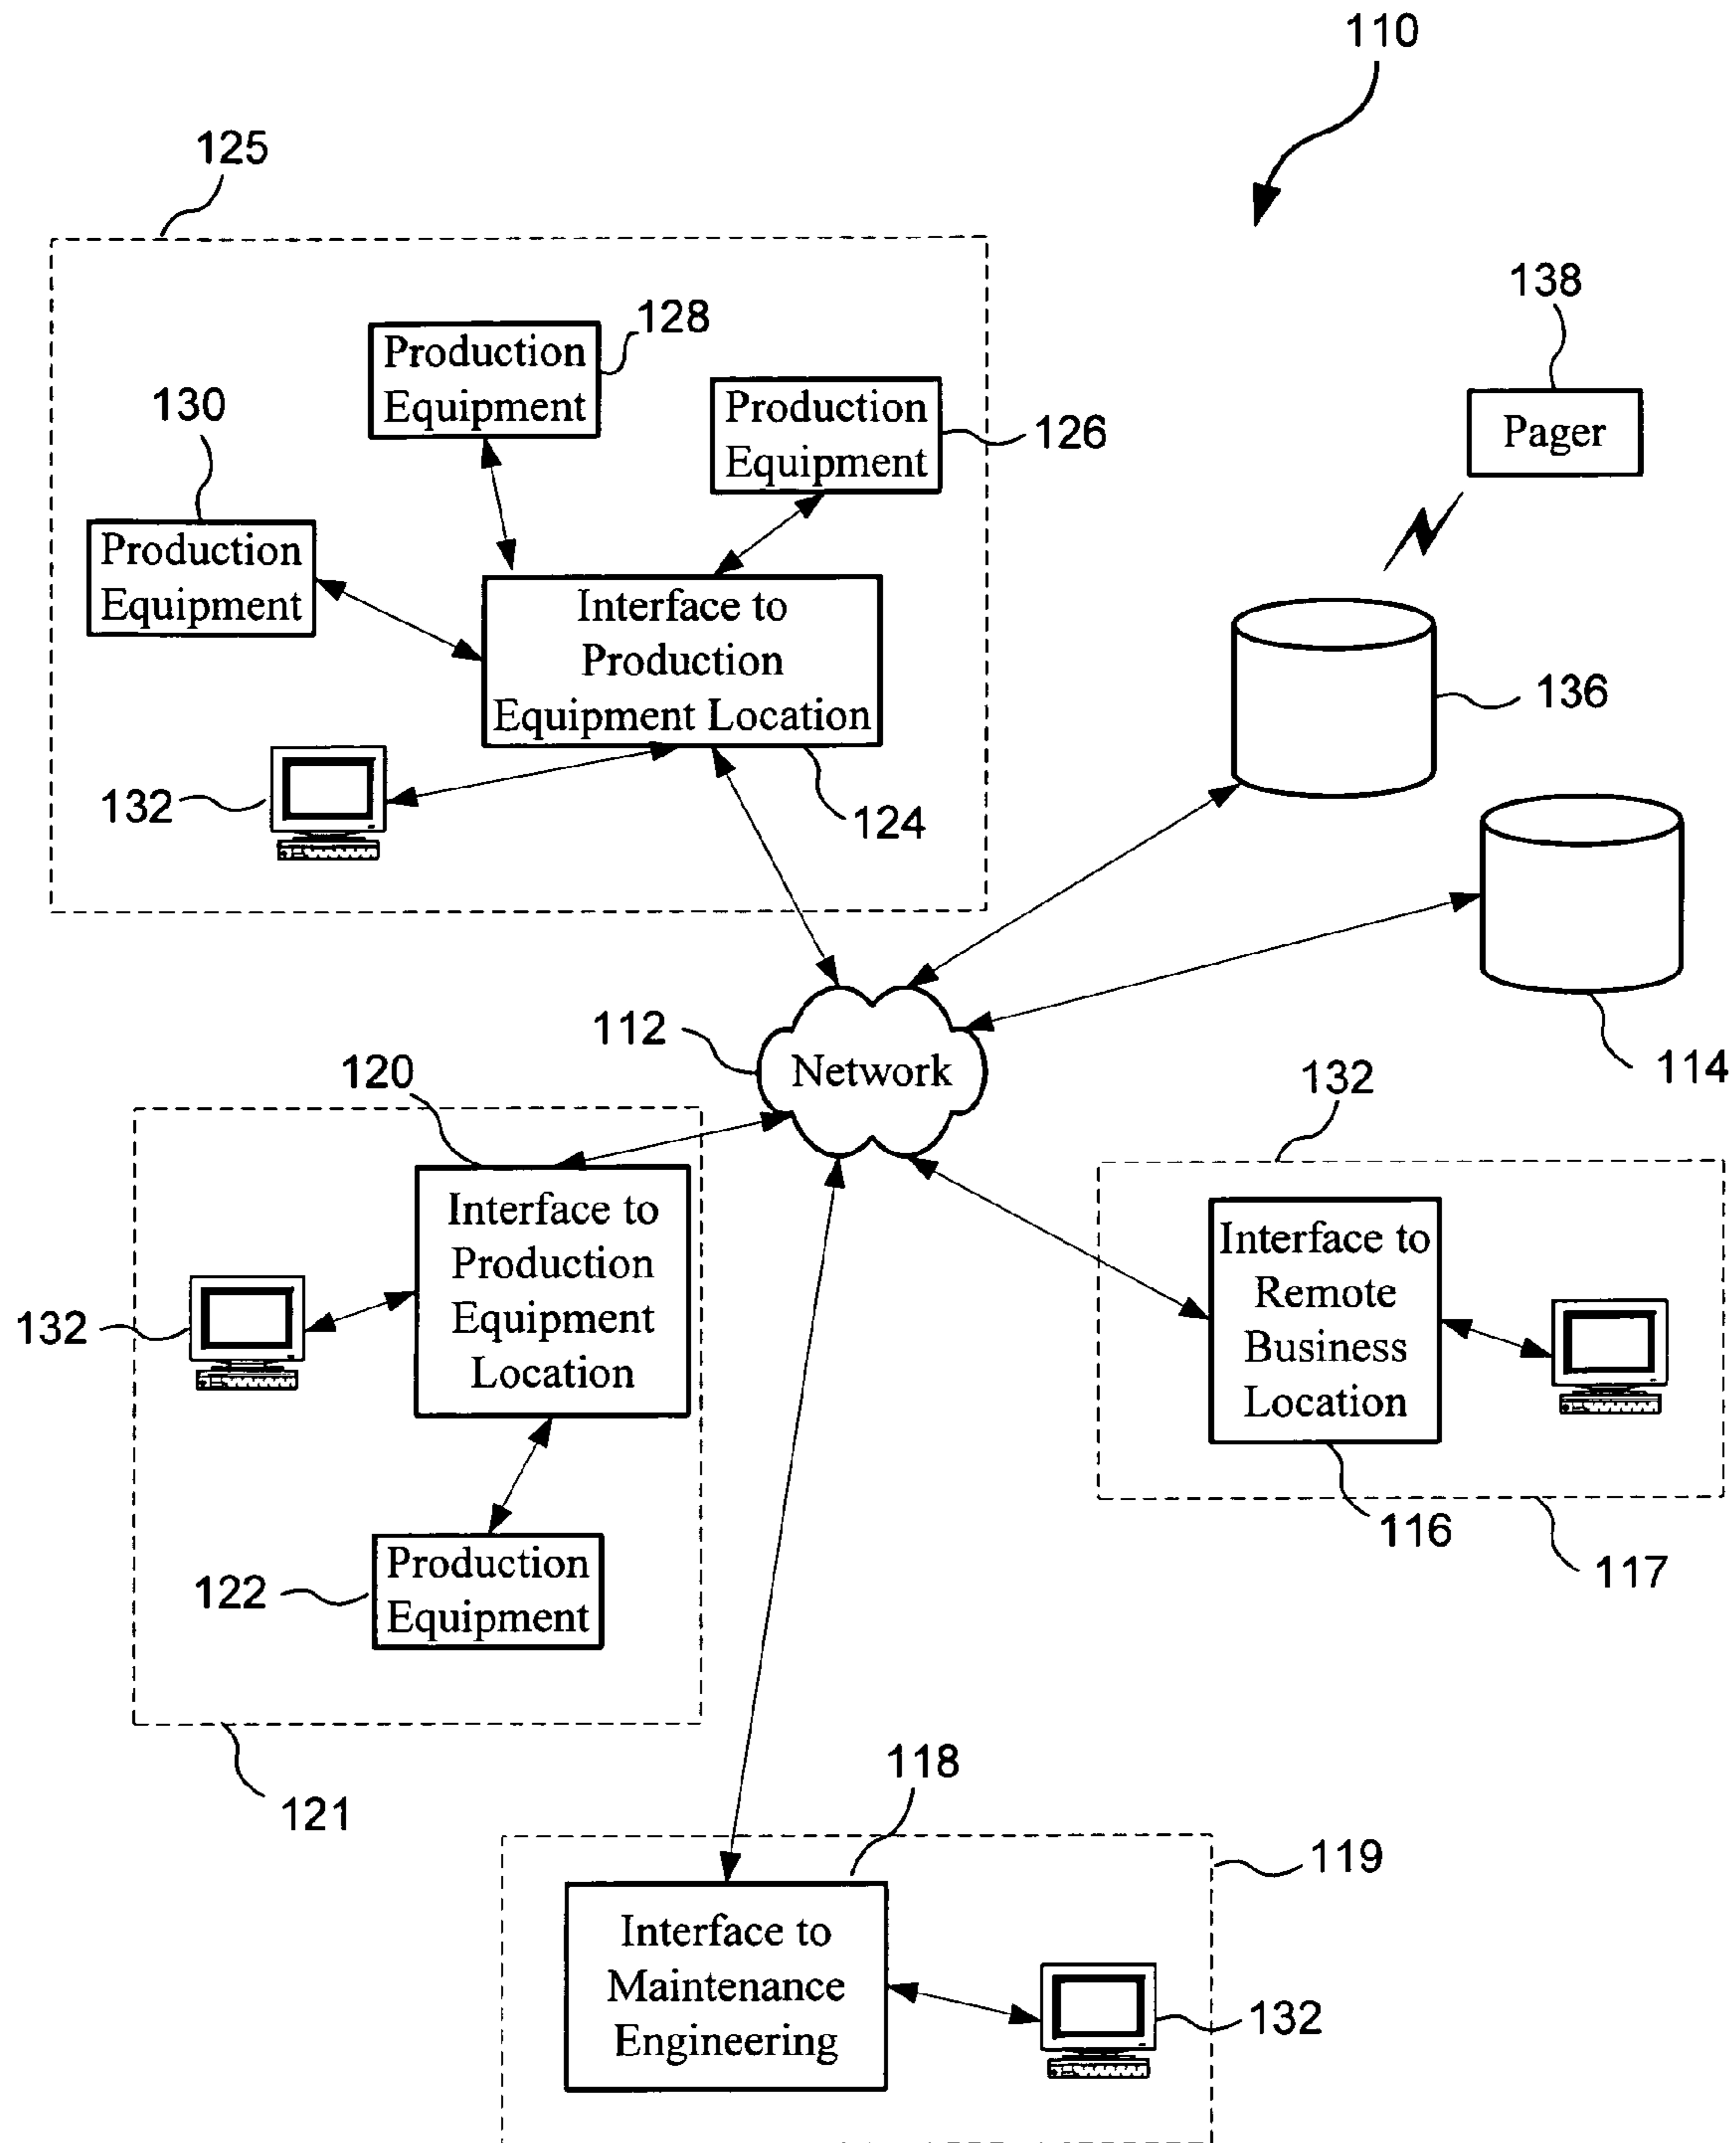 110
125
138
128
Production
Equipment
130
Production
Equipment
126
Pager
Production
Equipment
Interface to
Production
Equipment Location
136
132
124
112
Network
114
120
132
Interface to
Production
Equipment
Location
Interface to
Remote
Business
Location
132
116
117
122
Production
Equipment
118
121
119
Interface to
Maintenance
Engineering
132